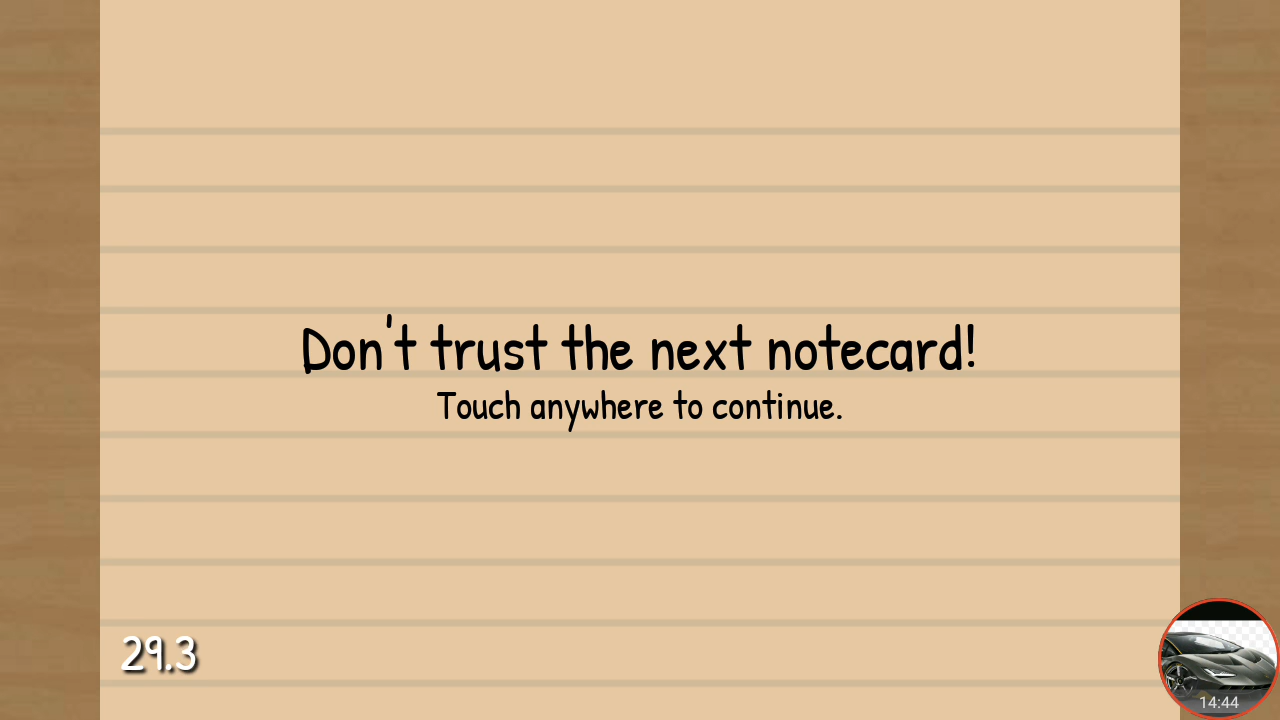 Don't trust the next notecard!
Touch anywhere to continue.
29.3
14:44